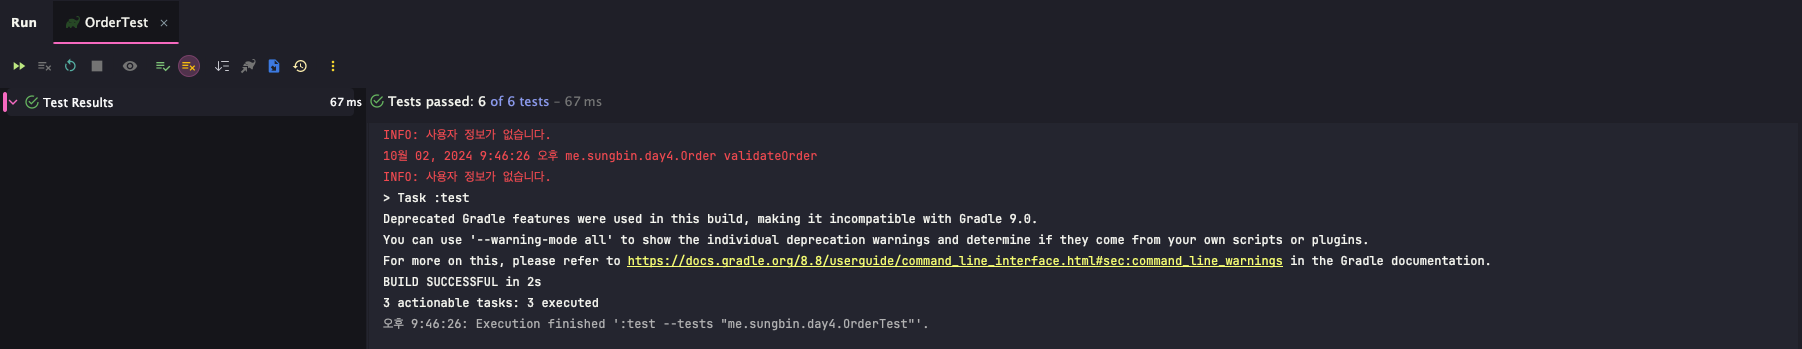 Run OrderTest
Test Results 67 ms
Tests passed: 6 of 6 tests – 67 ms
INFO: 사용자 정보가 없습니다.
10월 02, 2024 9:46:26 오후 me.sungbin.day4.Order validateOrder
INFO: 사용자 정보가 없습니다.
> Task :test
Deprecated Gradle features were used in this build, making it incompatible with Gradle 9.0.
You can use '--warning-mode all' to show the individual deprecation warnings and determine if they come from your own scripts or plugins.
For more on this, please refer to https://docs.gradle.org/8.8/userguide/command_line_interface.html#sec:command_line_warnings in the Gradle documentation.
BUILD SUCCESSFUL in 2s
3 actionable tasks: 3 executed
오후 9:46:26: Execution finished ':test --tests "me.sungbin.day4.OrderTest"'.